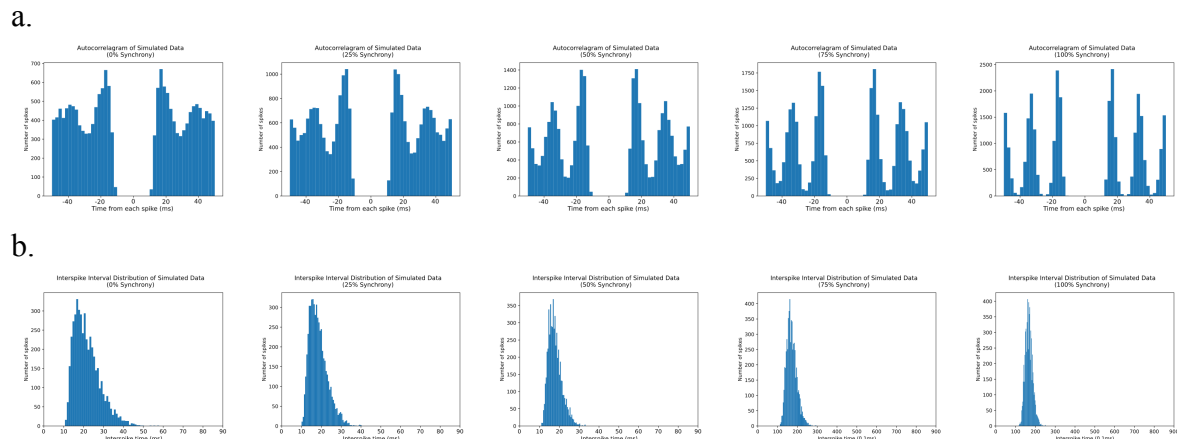 a.
Autocorrelagram of Simulated Data
(0% Synchrony)
Number of spikes
700
600
500
400
300
200
100
0
-40 -20 0 20 40
Time from each spike (ms)
Autocorrelagram of Simulated Data
(25% Synchrony)
Number of spikes
1000
800
600
400
200
0
-40 -20 0 20 40
Time from each spike (ms)
Autocorrelagram of Simulated Data
(50% Synchrony)
Number of spikes
1400
1200
1000
800
600
400
200
0
-40 -20 0 20 40
Time from each spike (ms)
Autocorrelagram of Simulated Data
(75% Synchrony)
Number of spikes
1750
1500
1250
1000
750
500
250
0
-40 -20 0 20 40
Time from each spike (ms)
Autocorrelagram of Simulated Data
(100% Synchrony)
Number of spikes
2500
2000
1500
1000
500
0
-40 -20 0 20 40
Time from each spike (ms)
b.
Interspike Interval Distribution of Simulated Data
(0% Synchrony)
Number of spikes
300
250
200
150
100
50
0
0 10 20 30 40 50 60 70 80 90
Interspike time (ms)
Interspike Interval Distribution of Simulated Data
(25% Synchrony)
Number of spikes
300
250
200
150
100
50
0
0 10 20 30 40 50 60 70 80 90
Interspike time (ms)
Interspike Interval Distribution of Simulated Data
(50% Synchrony)
Number of spikes
350
300
250
200
150
100
50
0
0 10 20 30 40 50 60 70 80 90
Interspike time (ms)
Interspike Interval Distribution of Simulated Data
(75% Synchrony)
Number of spikes
400
350
300
250
200
150
100
50
0
0 100 200 300 400 500 600 700 800 900
Interspike time (0.1ms)
Interspike Interval Distribution of Simulated Data
(100% Synchrony)
Number of spikes
400
350
300
250
200
150
100
50
0
0 100 200 300 400 500 600 700 800 900
Interspike time (0.1ms)